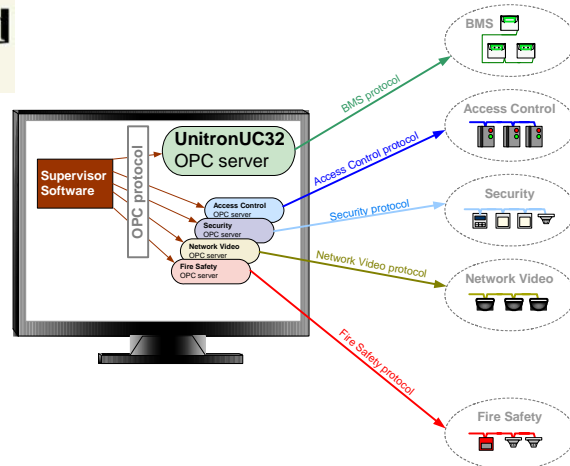 BMS
BMS protocol
Access Control
Access Control protocol
UnitronUC32
OPC server
OPC protocol
Supervisor
Software
Access Control
OPC server
Security
OPC server
Network Video
OPC server
Fire Safety
OPC server
Security
Security protocol
Network Video protocol
Network Video
Fire Safety protocol
Fire Safety